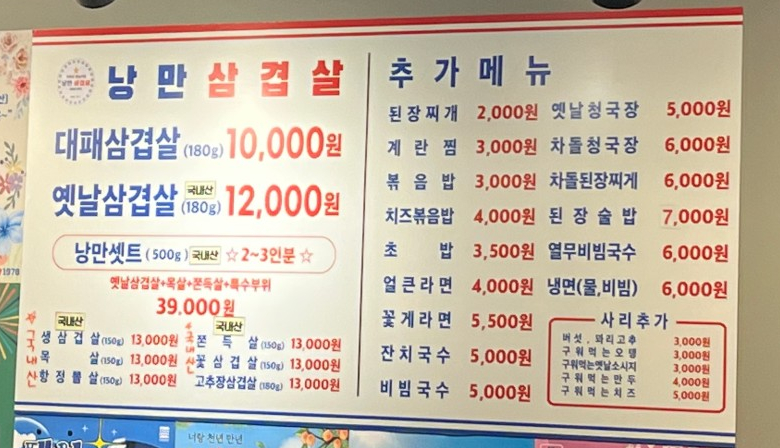 낭만삼겹살
대패삼겹살 (180g) 10,000원
옛날삼겹살 국내산 (180g) 12,000원
낭만셋트 (500g) 국내산 ☆2~3인분☆
옛날삼겹살+목살+쫀득살+특수부위
39,000원
국내산
국내산
생삼겹살 (150g) 13,000원
목살 (150g) 13,000원
항정볼살 (150g) 13,000원
국내산
국내산
쫀득살 (150g) 13,000원
꽃삼겹살 (150g) 13,000원
고추장삼겹살 (180g) 13,000원
추가메뉴
된장찌개 2,000원
계란찜 3,000원
볶음밥 3,000원
치즈볶음밥 4,000원
초밥 3,500원
얼큰라면 4,000원
꽃게라면 5,500원
잔치국수 5,000원
비빔국수 5,000원
옛날청국장 5,000원
차돌청국장 6,000원
차돌된장찌게 6,000원
된장술밥 7,000원
열무비빔국수 6,000원
냉면(물,비빔) 6,000원
사리추가
버섯, 꽈리고추 3,000원
구워먹는오뎅 3,000원
구워먹는옛날소시지 3,000원
구워먹는만두 4,000원
구워먹는치즈 5,000원
1978
너랑 천년 만년